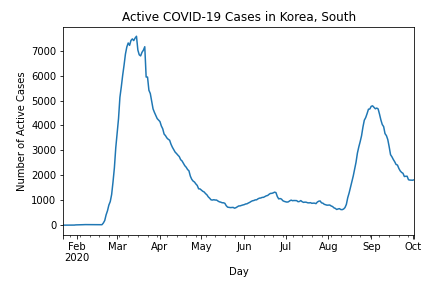 Active COVID-19 Cases in Korea, South
Number of Active Cases
7000
6000
5000
4000
3000
2000
1000
0
Feb Mar Apr May Jun Jul Aug Sep Oct
2020
Day